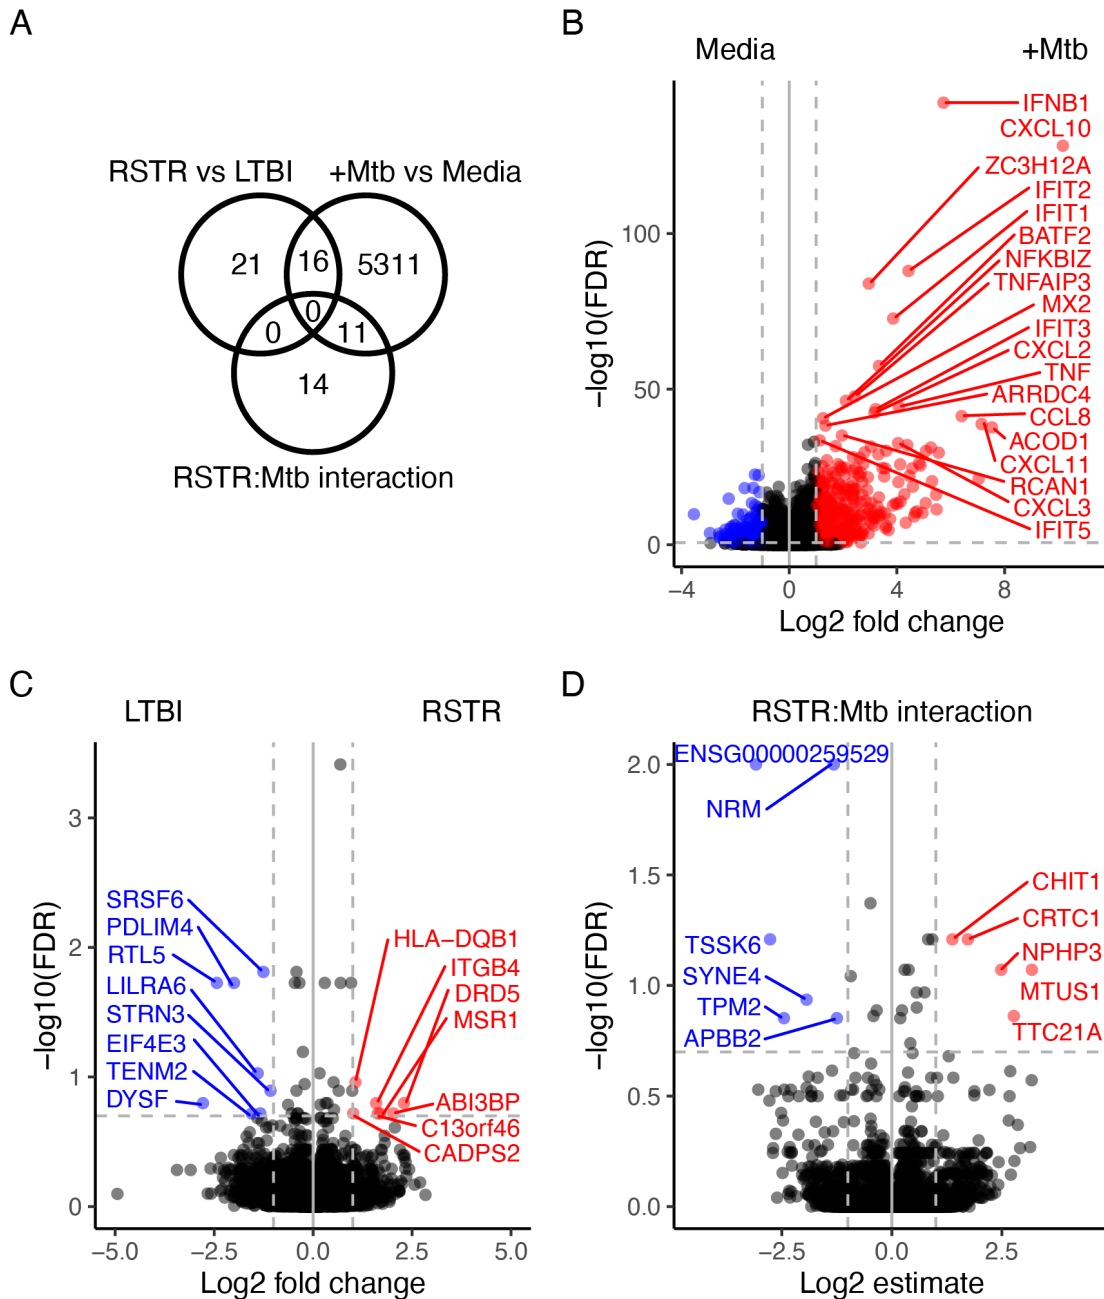 A
RSTR vs LTBI
+Mtb vs Media
21
16
5311
0
0
11
14
RSTR:Mtb interaction
B
Media
+Mtb
IFNB1
CXCL10
ZC3H12A
IFIT2
IFIT1
BATF2
NFKBIZ
TNFAIP3
MX2
IFIT3
CXCL2
TNF
ARRDC4
CCL8
ACOD1
CXCL11
RCAN1
CXCL3
IFIT5
100
50
0
−log10(FDR)
−4
0
4
8
Log2 fold change
C
LTBI
RSTR
SRSF6
PDLIM4
RTL5
LILRA6
STRN3
EIF4E3
TENM2
DYSF
HLA−DQB1
ITGB4
DRD5
MSR1
ABI3BP
C13orf46
CADPS2
3
2
1
0
−log10(FDR)
−5.0
−2.5
0.0
2.5
5.0
Log2 fold change
D
RSTR:Mtb interaction
ENSG00000259529
NRM
TSSK6
SYNE4
TPM2
APBB2
CHIT1
CRTC1
NPHP3
MTUS1
TTC21A
2.0
1.5
1.0
0.5
0.0
−log10(FDR)
−2.5
0.0
2.5
Log2 estimate